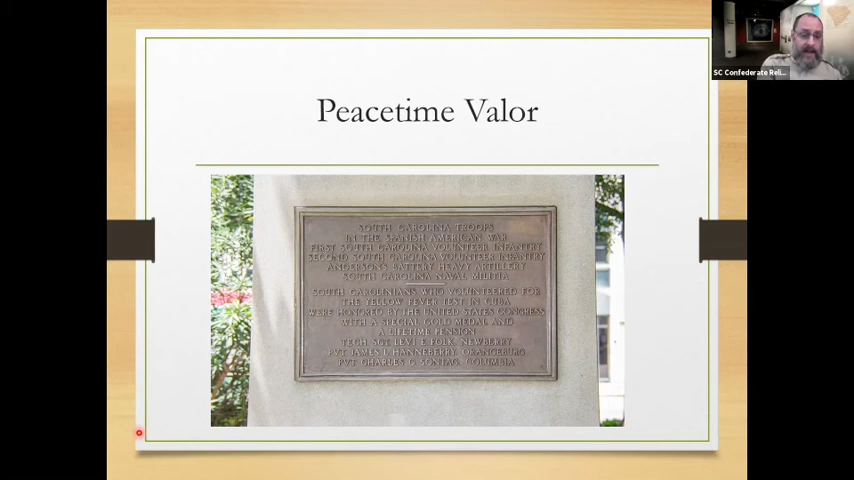 SC Confederate Reli...
Peacetime Valor
SOUTH CAROLINA TROOPS
IN THE SPANISH AMERICAN WAR
FIRST SOUTH CAROLINA VOLUNTEER INFANTRY
SECOND SOUTH CAROLINA VOLUNTEER INFANTRY
ANDERSON'S BATTERY HEAVY ARTILLERY
SOUTH CAROLINA NAVAL MILITIA
SOUTH CAROLINIANS WHO VOLUNTEERED FOR
THE YELLOW FEVER TEST IN CUBA
WERE HONORED BY THE UNITED STATES CONGRESS
WITH A SPECIAL GOLD MEDAL AND
A LIFETIME PENSION
TECH SGT LEVI E FOLK, NEWBERRY
PVT JAMES L HANNEBERRY, ORANGEBURG
PVT CHARLES G SONTAG, COLUMBIA